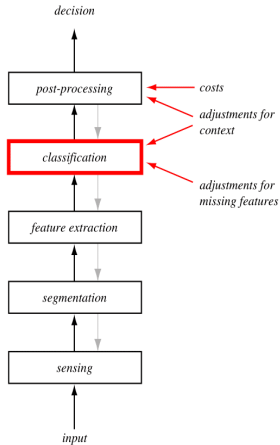 decision
post-processing
costs
adjustments for
context
classification
adjustments for
missing features
feature extraction
segmentation
sensing
input